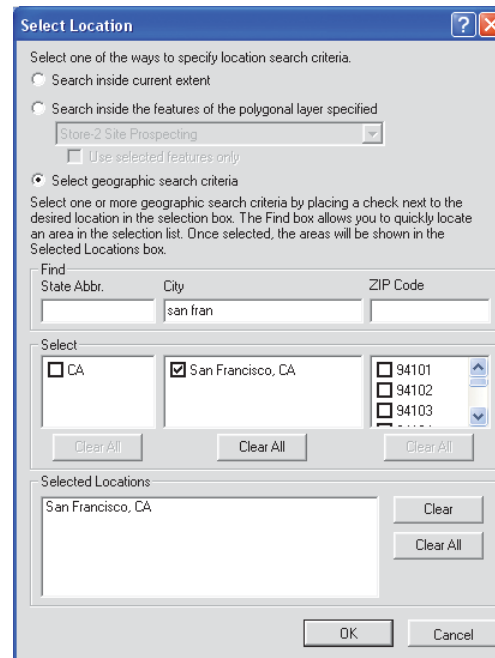 Select Location
Select one of the ways to specify location search criteria.
Search inside current extent
Search inside the features of the polygonal layer specified
Store-2 Site Prospecting
Use selected features only
Select geographic search criteria
Select one or more geographic search criteria by placing a check next to the
desired location in the selection box. The Find box allows you to quickly locate
an area in the selection list. Once selected, the areas will be shown in the
Selected Locations box.
Find
State Abbr. City ZIP Code
san fran
Select
CA San Francisco, CA 94101
94102
94103
Clear All Clear All Clear All
Selected Locations
San Francisco, CA
Clear
Clear All
OK Cancel